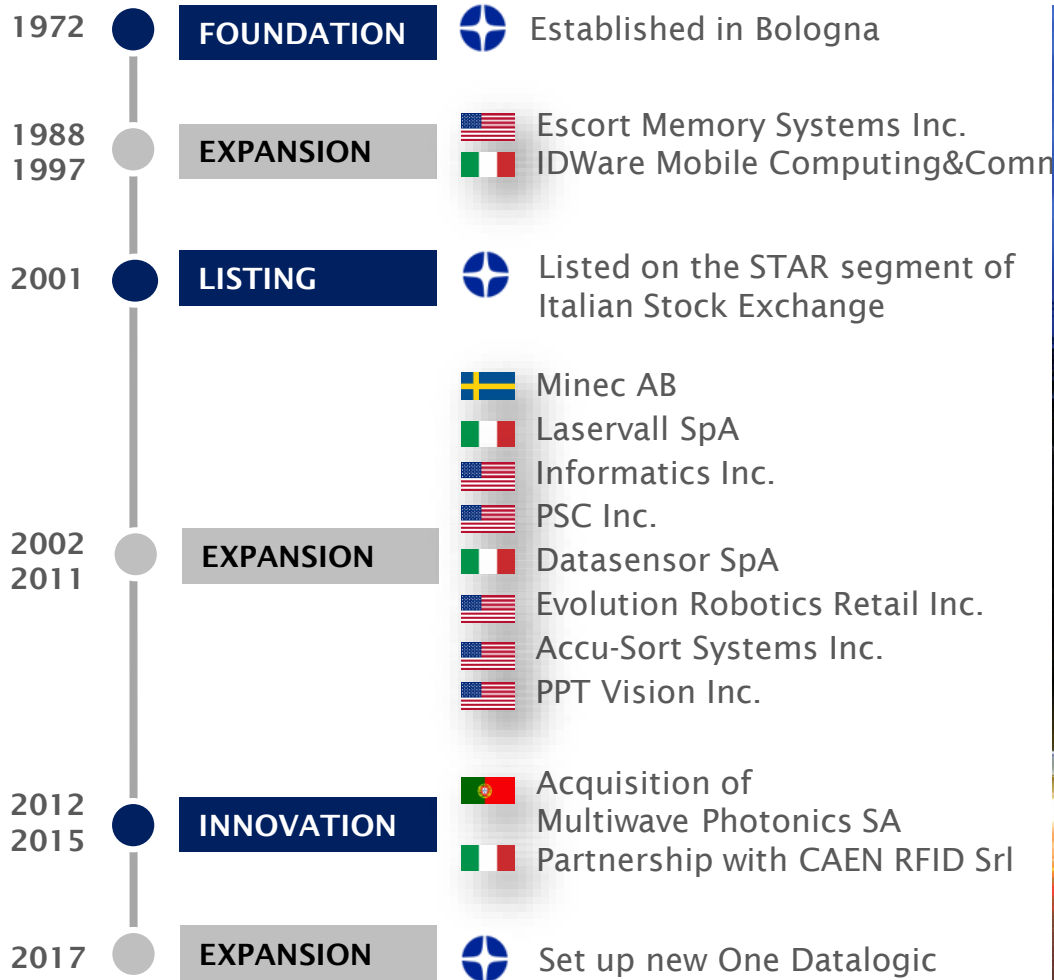 1972
FOUNDATION
Established in Bologna
1988
1997
EXPANSION
Escort Memory Systems Inc.
IDWare Mobile Computing&Comm
2001
LISTING
Listed on the STAR segment of
Italian Stock Exchange
2002
2011
EXPANSION
Minec AB
Laservall SpA
Informatics Inc.
PSC Inc.
Datasensor SpA
Evolution Robotics Retail Inc.
Accu-Sort Systems Inc.
PPT Vision Inc.
2012
2015
INNOVATION
Acquisition of
Multiwave Photonics SA
Partnership with CAEN RFID Srl
2017
EXPANSION
Set up new One Datalogic